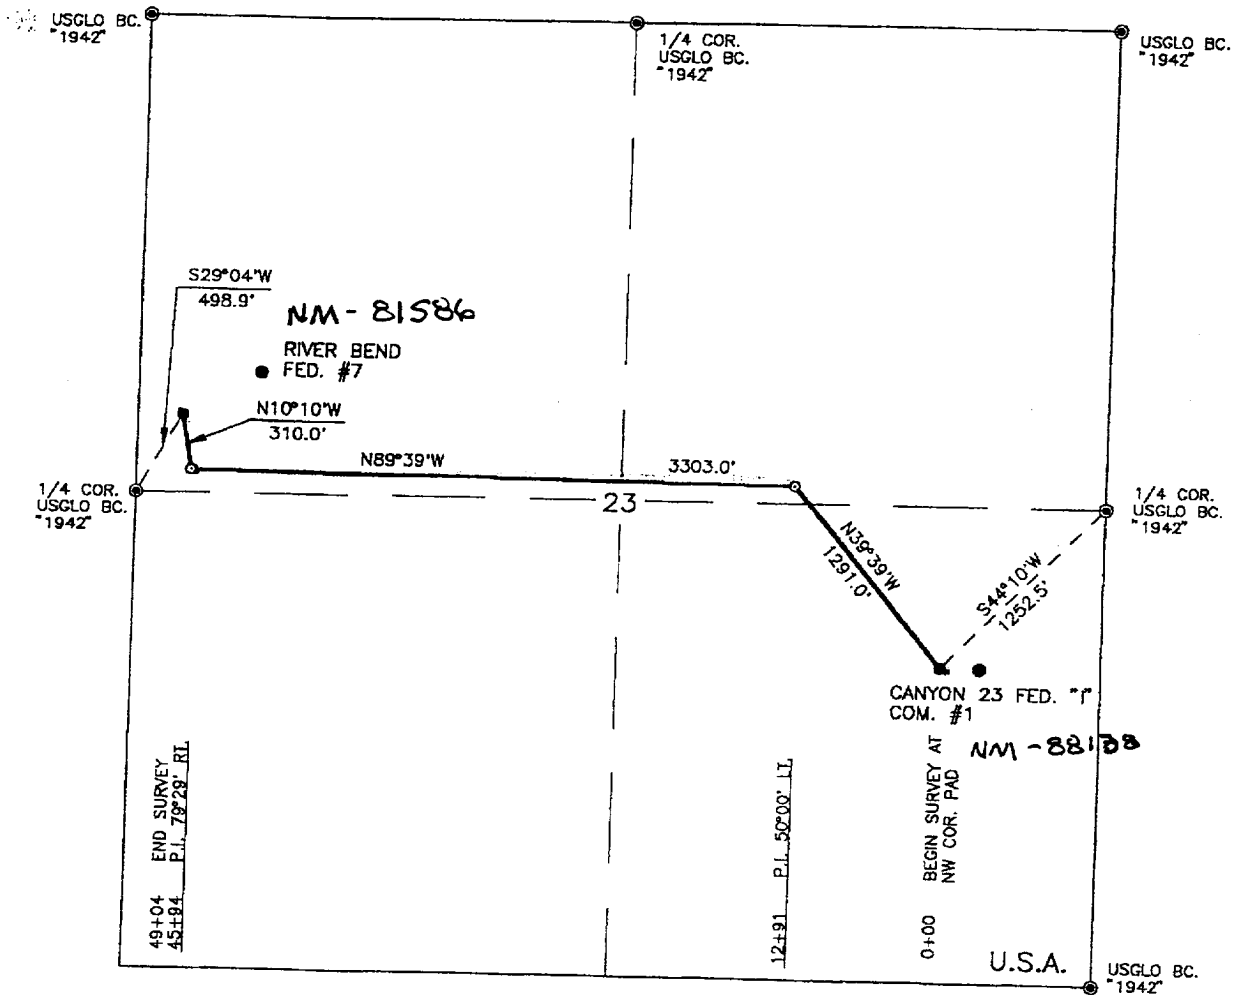 USGLO BC.
"1942"
1/4 COR.
USGLO BC.
"1942"
USGLO BC.
"1942"
S29°04'W
498.9'
NM-81586
RIVER BEND
FED. #7
N10°10'W
310.0'
N89°39'W
3303.0'
1/4 COR.
USGLO BC.
"1942"
23
1/4 COR.
USGLO BC.
"1942"
N39°39'W
1291.0'
S44°10'W
1252.5'
CANYON 23 FED. "I"
COM. #1
NM-88138
49+04 END SURVEY
45+94 P.I. 79°29' RT.
12+91 P.I. 50°00' LT.
0+00 BEGIN SURVEY AT
NW COR. PAD
U.S.A.
USGLO BC.
"1942"